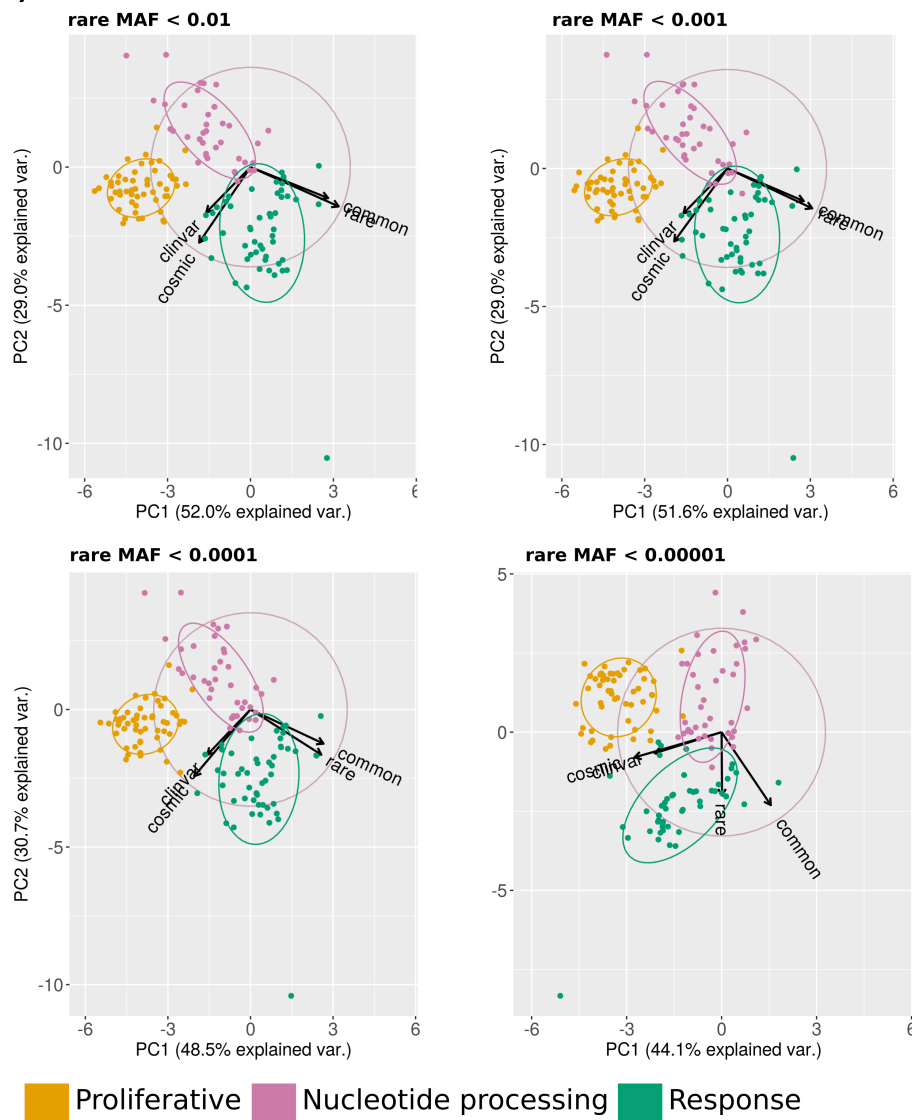 rare MAF < 0.01
rare MAF < 0.001
PC2 (29.0% explained var.)
0
-5
-10
clinvar
cosmic
common
rare
-6
-3
0
3
PC1 (52.0% explained var.)
PC2 (29.0% explained var.)
0
-5
-10
clinvar
cosmic
common
rare
-6
-3
0
3
6
PC1 (51.6% explained var.)
rare MAF < 0.0001
rare MAF < 0.00001
PC2 (30.7% explained var.)
0
-5
-10
clinvar
cosmic
common
rare
-6
-3
0
3
6
PC1 (48.5% explained var.)
5
0
-5
cosmic
clinvar
rare
common
-6
-3
0
3
PC1 (44.1% explained var.)
Proliferative
Nucleotide processing
Response